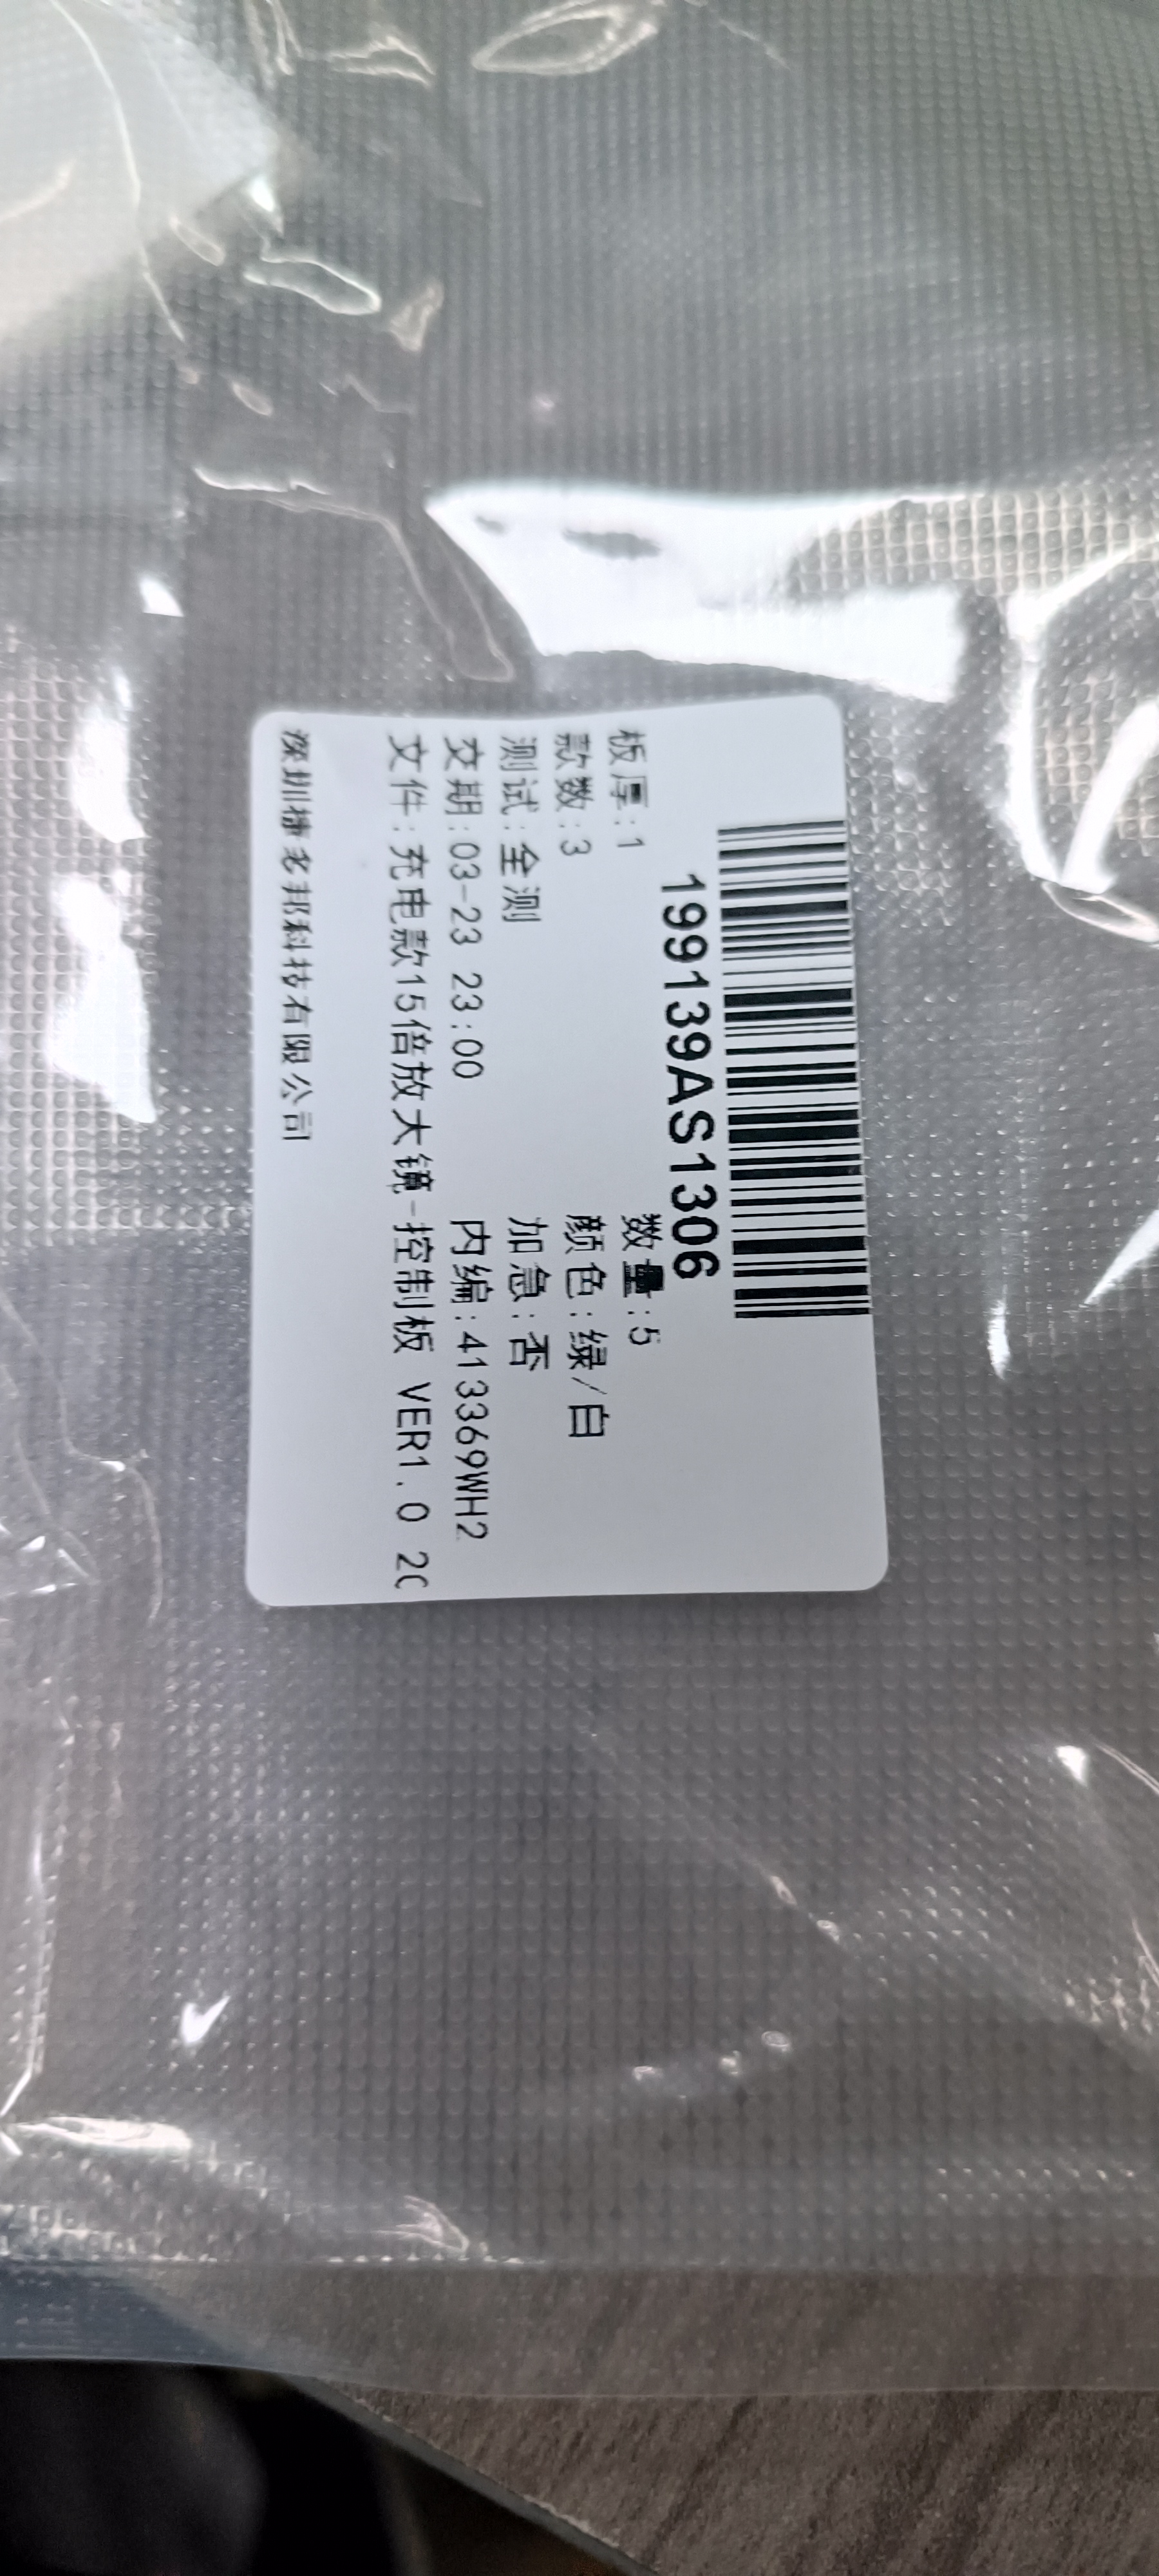 199139AS1306
板厚:1 数量:5
款数:3 颜色:绿/白
测试:全测 加急:否
交期:03-23 23:00 内编:413369WH2
文件:充电款15倍放大镜-控制板 VER1.0 20
深圳捷多邦科技有限公司